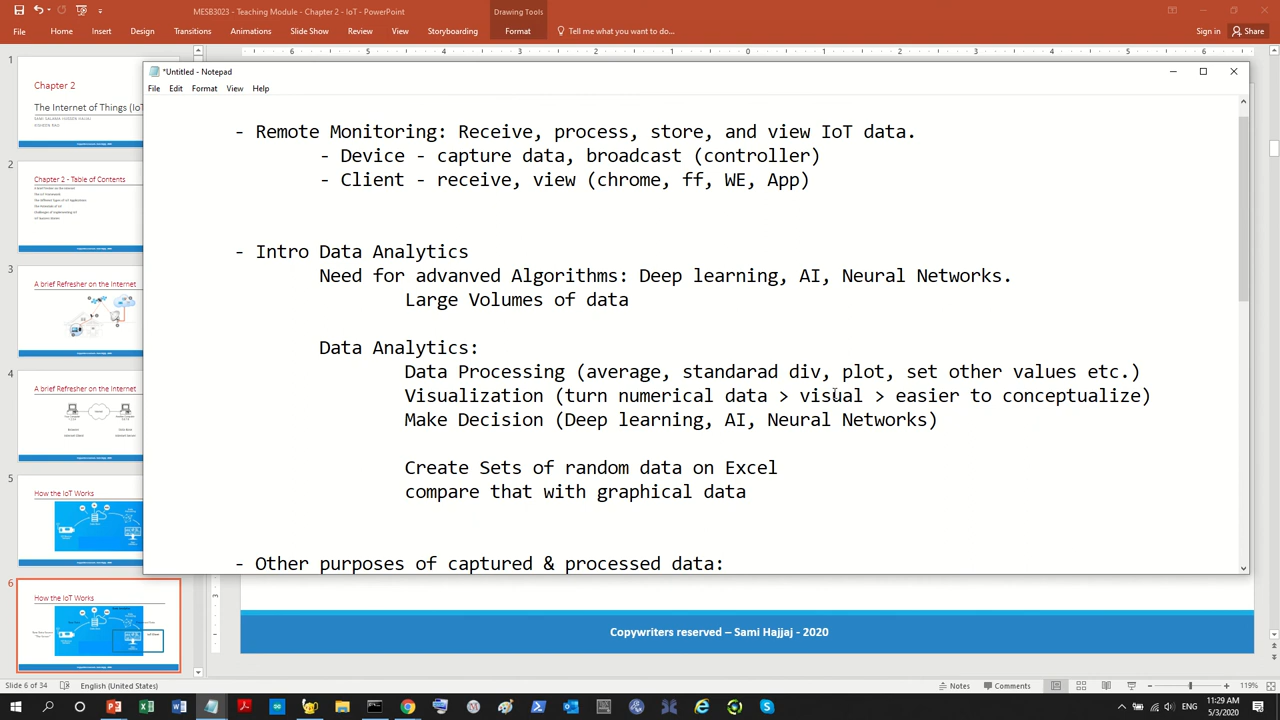 MESB3023 - Teaching Module - Chapter 2 - IoT - PowerPoint
Drawing Tools
File Home Insert Design Transitions Animations Slide Show Review View Storyboarding Format Tell me what you want to do... Sign in Share
*Untitled - Notepad
File Edit Format View Help
- Remote Monitoring: Receive, process, store, and view IoT data.
- Device - capture data, broadcast (controller)
- Client - receive, view (chrome, ff, WE, App)
- Intro Data Analytics
Need for advanved Algorithms: Deep learning, AI, Neural Networks.
Large Volumes of data
Data Analytics:
Data Processing (average, standarad div, plot, set other values etc.)
Visualization (turn numerical data > visual > easier to conceptualize)
Make Decision (Deep learning, AI, Neural Networks)
Create Sets of random data on Excel
compare that with graphical data
- Other purposes of captured & processed data:
1
Chapter 2
The Internet of Things (IoT
2
Chapter 2 - Table of Contents
3
A brief Refresher on the Internet
4
A brief Refresher on the Internet
5
How the IoT Works
6
How the IoT Works
Copywriters reserved – Sami Hajjaj - 2020
Slide 6 of 34 English (United States) Notes Comments 119%
11:29 AM
5/3/2020